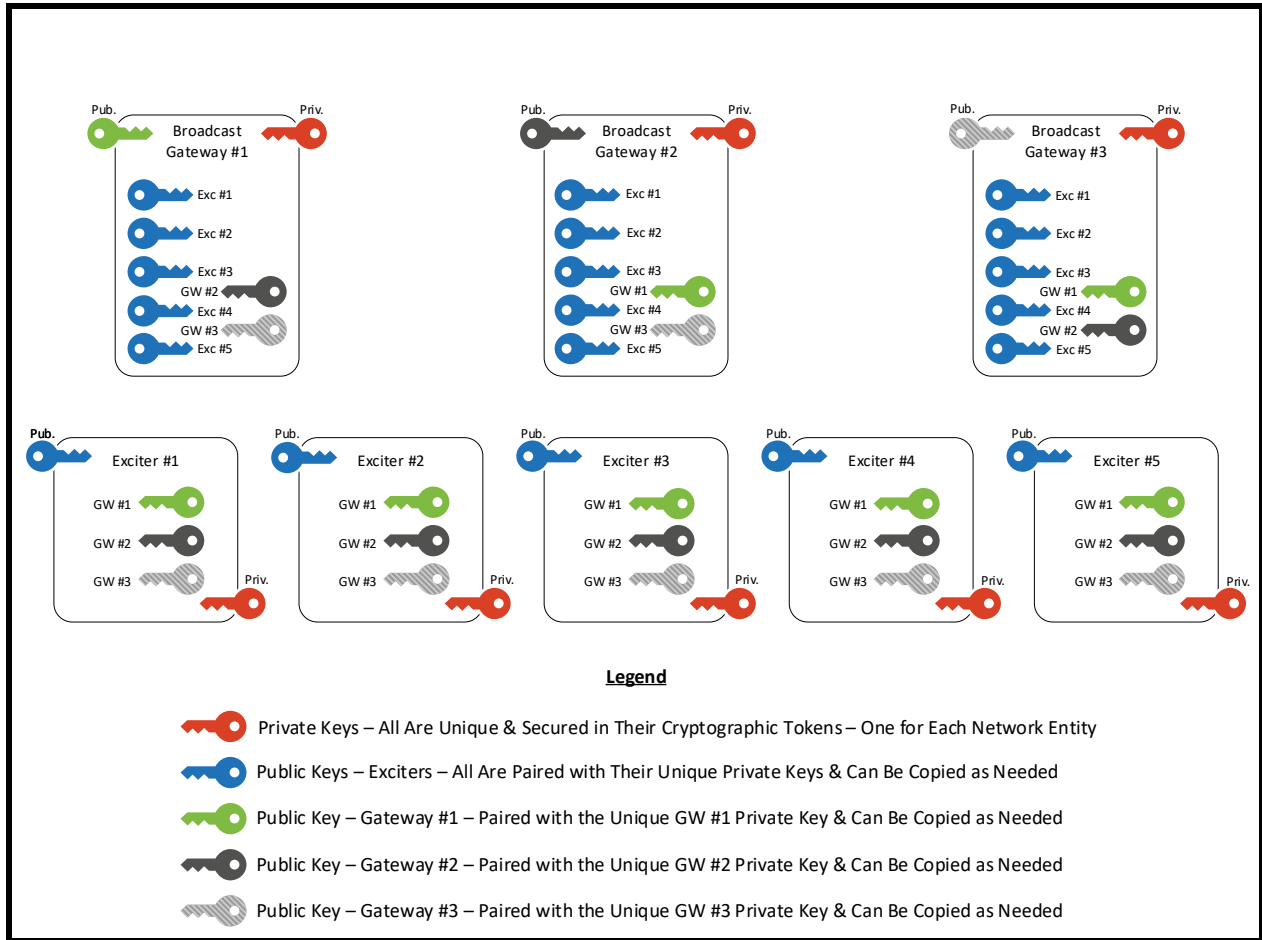 Pub.
Priv.
Broadcast
Gateway #1
Exc #1
Exc #2
Exc #3
GW #2
Exc #4
GW #3
Exc #5
Pub.
Priv.
Broadcast
Gateway #2
Exc #1
Exc #2
Exc #3
GW #1
Exc #4
GW #3
Exc #5
Pub.
Priv.
Broadcast
Gateway #3
Exc #1
Exc #2
Exc #3
GW #1
Exc #4
GW #2
Exc #5
Pub.
Exciter #1
GW #1
GW #2
GW #3
Priv.
Pub.
Exciter #2
GW #1
GW #2
GW #3
Priv.
Pub.
Exciter #3
GW #1
GW #2
GW #3
Priv.
Pub.
Exciter #4
GW #1
GW #2
GW #3
Priv.
Pub.
Exciter #5
GW #1
GW #2
GW #3
Priv.
Legend
Private Keys – All Are Unique & Secured in Their Cryptographic Tokens – One for Each Network Entity
Public Keys – Exciters – All Are Paired with Their Unique Private Keys & Can Be Copied as Needed
Public Key – Gateway #1 – Paired with the Unique GW #1 Private Key & Can Be Copied as Needed
Public Key – Gateway #2 – Paired with the Unique GW #2 Private Key & Can Be Copied as Needed
Public Key – Gateway #3 – Paired with the Unique GW #3 Private Key & Can Be Copied as Needed